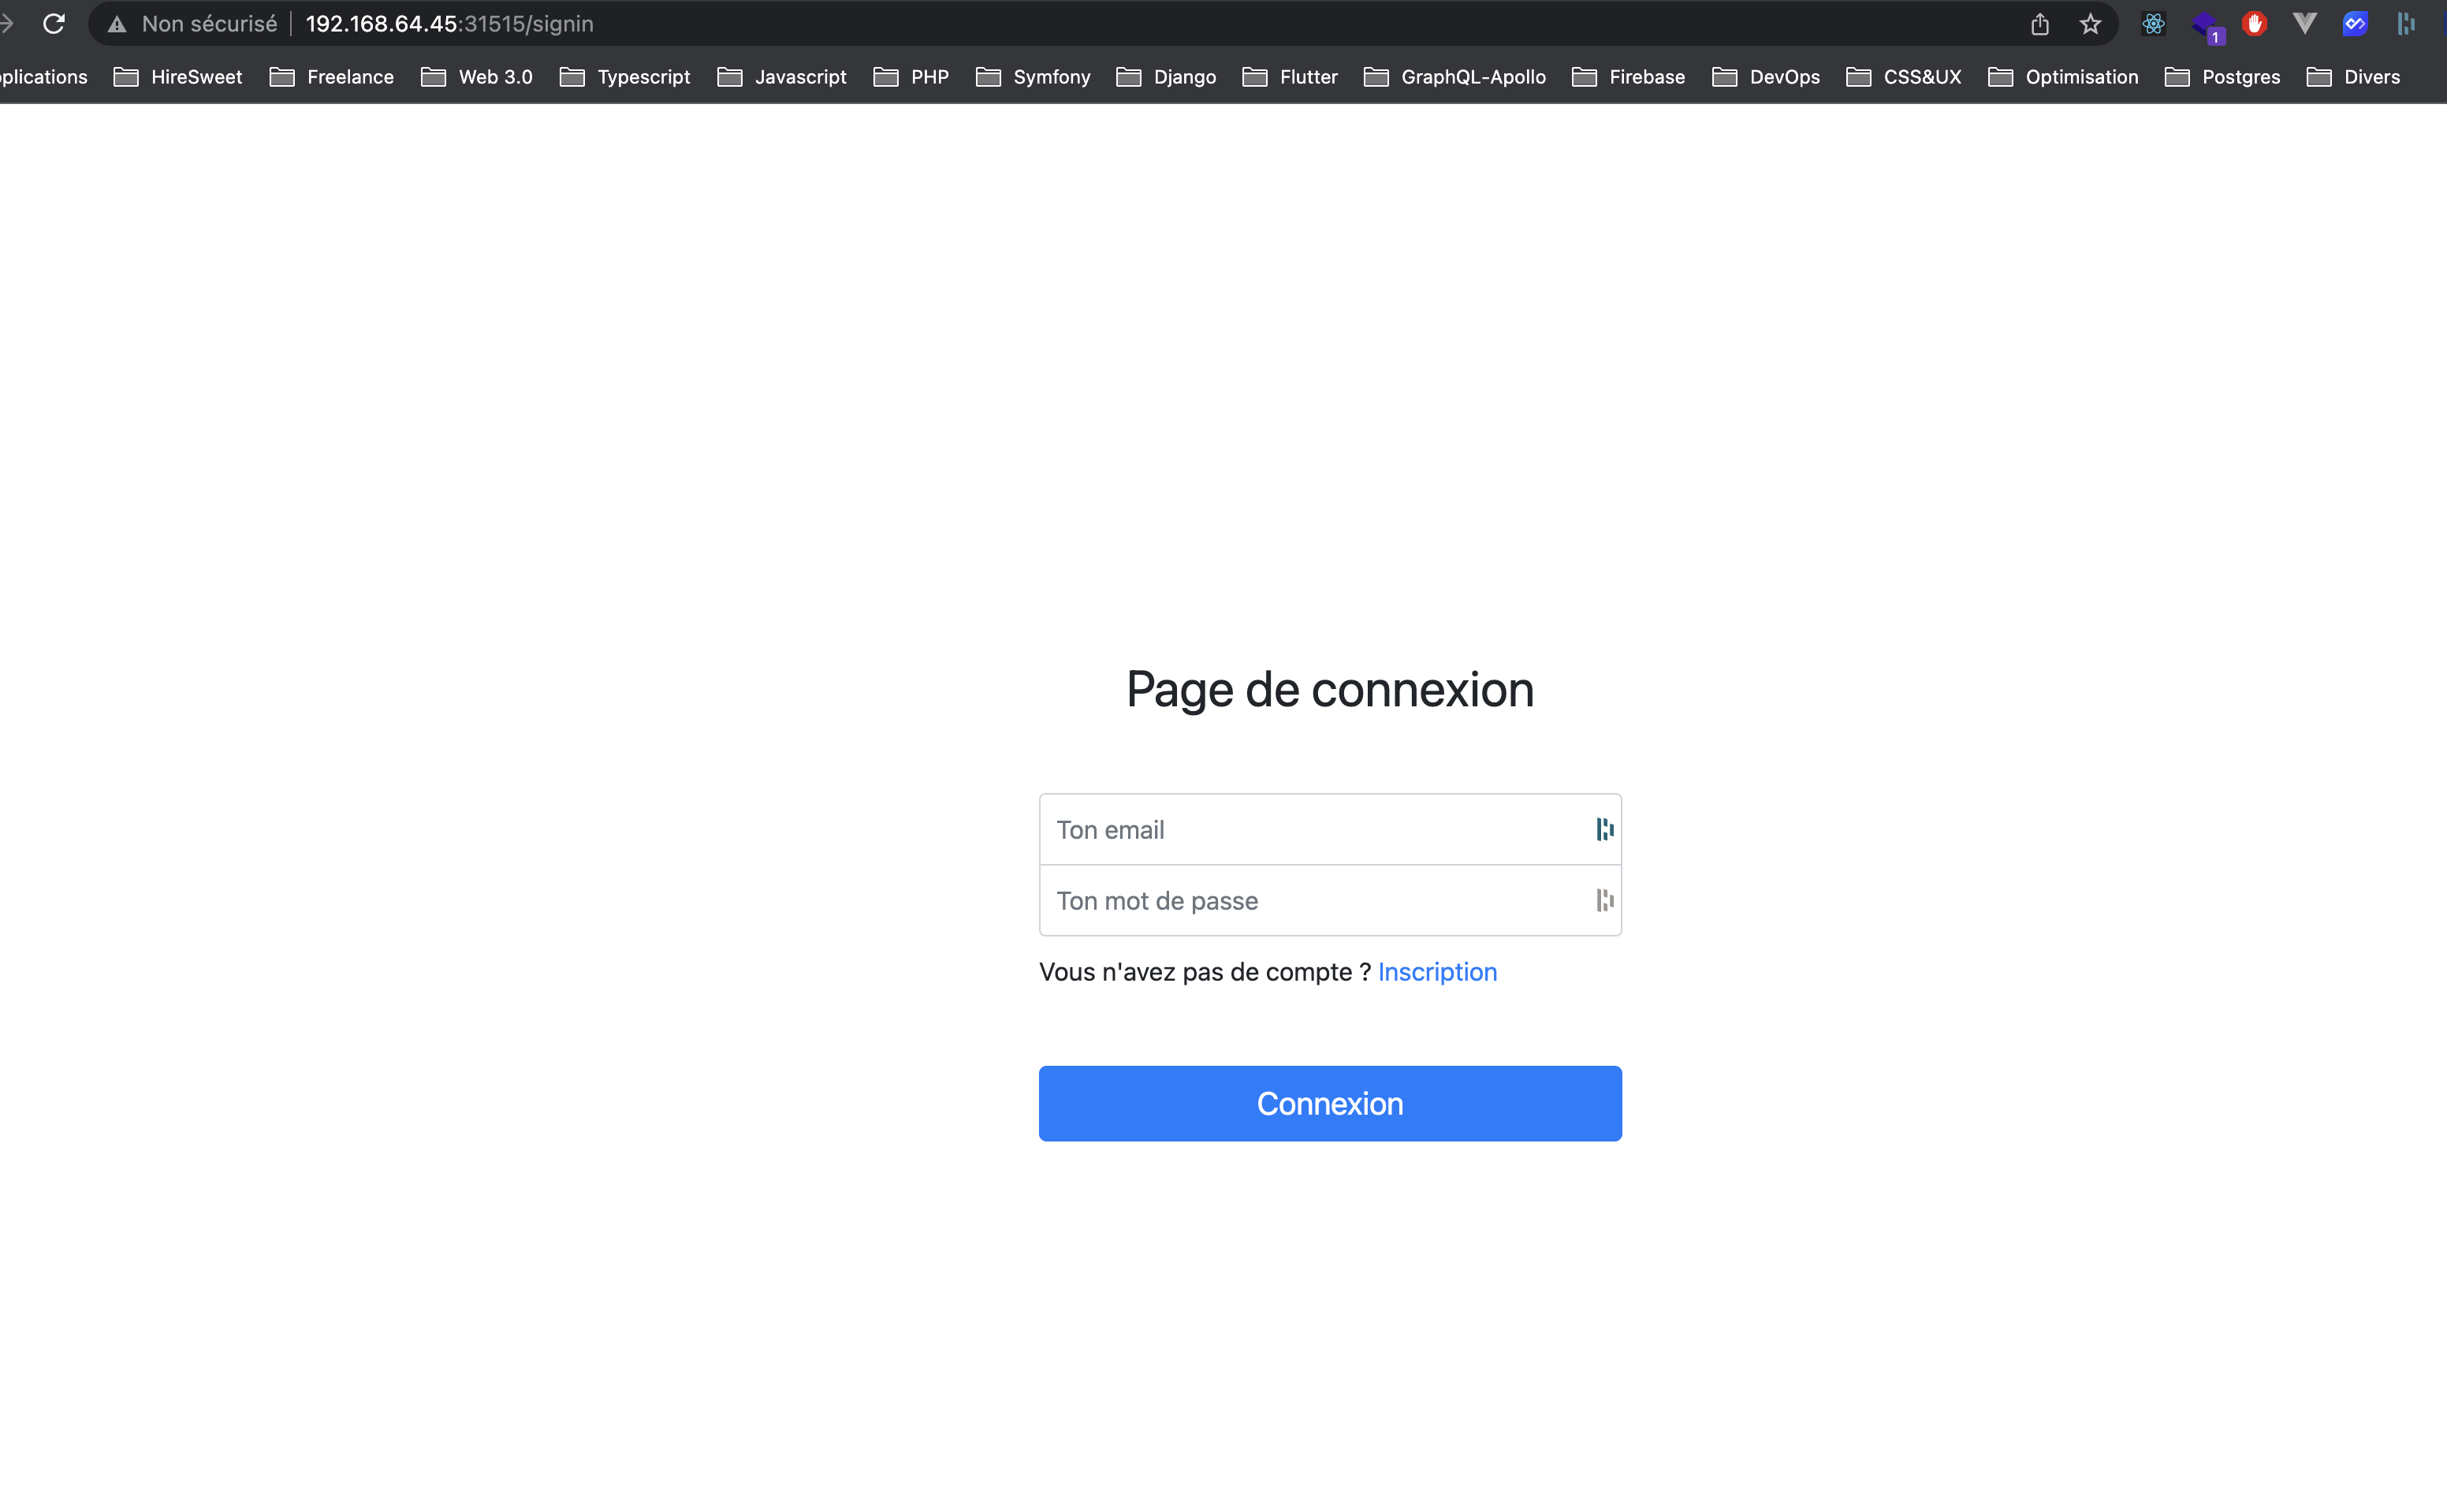 Non sécurisé 192.168.64.45:31515/signin
1
plications HireSweet Freelance Web 3.0 Typescript Javascript PHP Symfony Django Flutter GraphQL-Apollo Firebase DevOps CSS&UX Optimisation Postgres Divers
Page de connexion
Ton email
Ton mot de passe
Vous n'avez pas de compte ? Inscription
Connexion